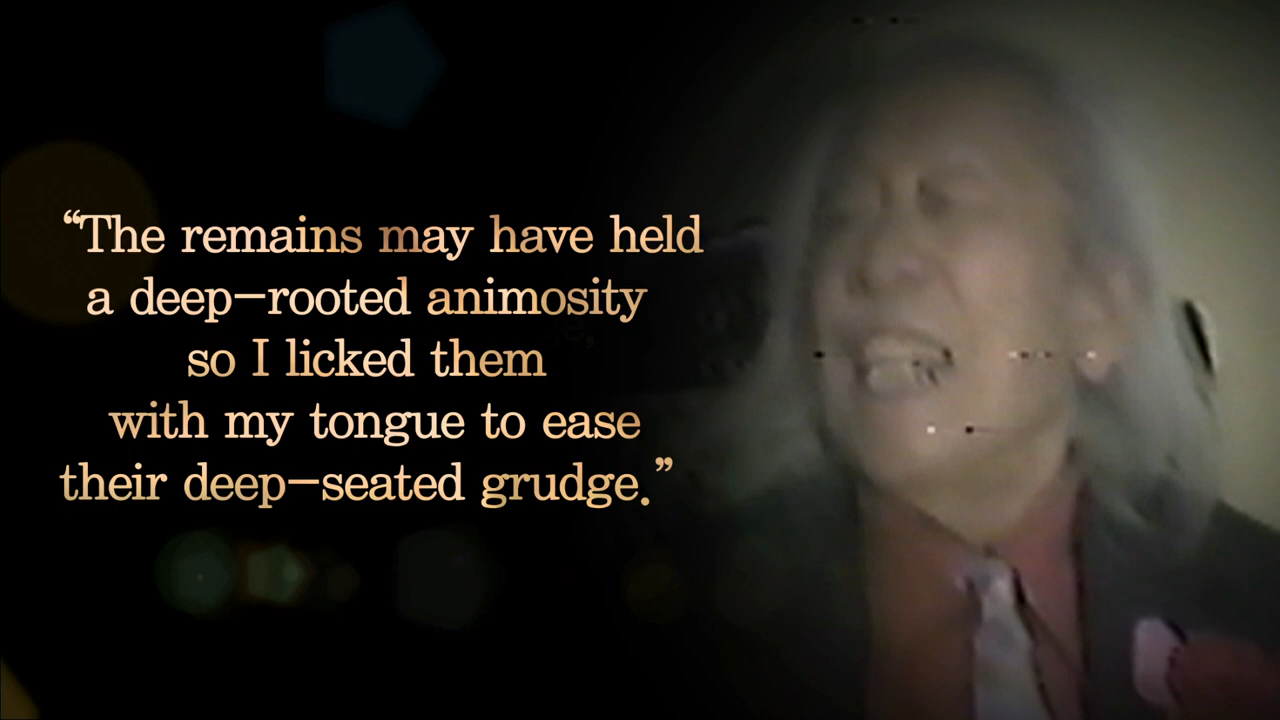 “The remains may have held
a deep–rooted animosity
so I licked them
with my tongue to ease
their deep–seated grudge.”